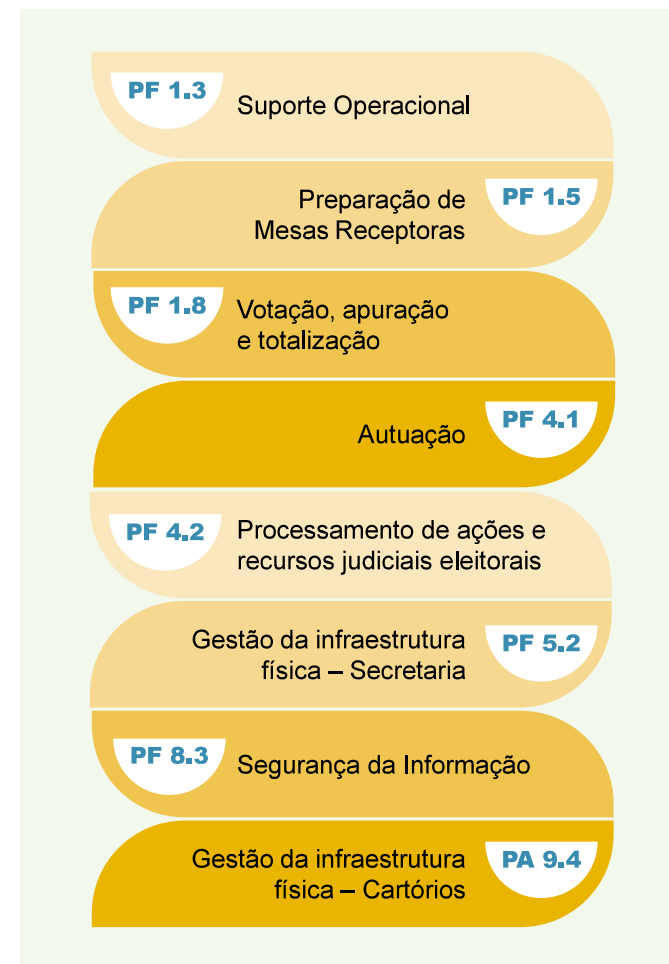 PF 1.3
Suporte Operacional
Preparação de
Mesas Receptoras
PF 1.5
PF 1.8
Votação, apuração
e totalização
Autuação
PF 4.1
PF 4.2
Processamento de ações e
recursos judiciais eleitorais
Gestão da infraestrutura
física – Secretaria
PF 5.2
PF 8.3
Segurança da Informação
Gestão da infraestrutura
física – Cartórios
PA 9.4